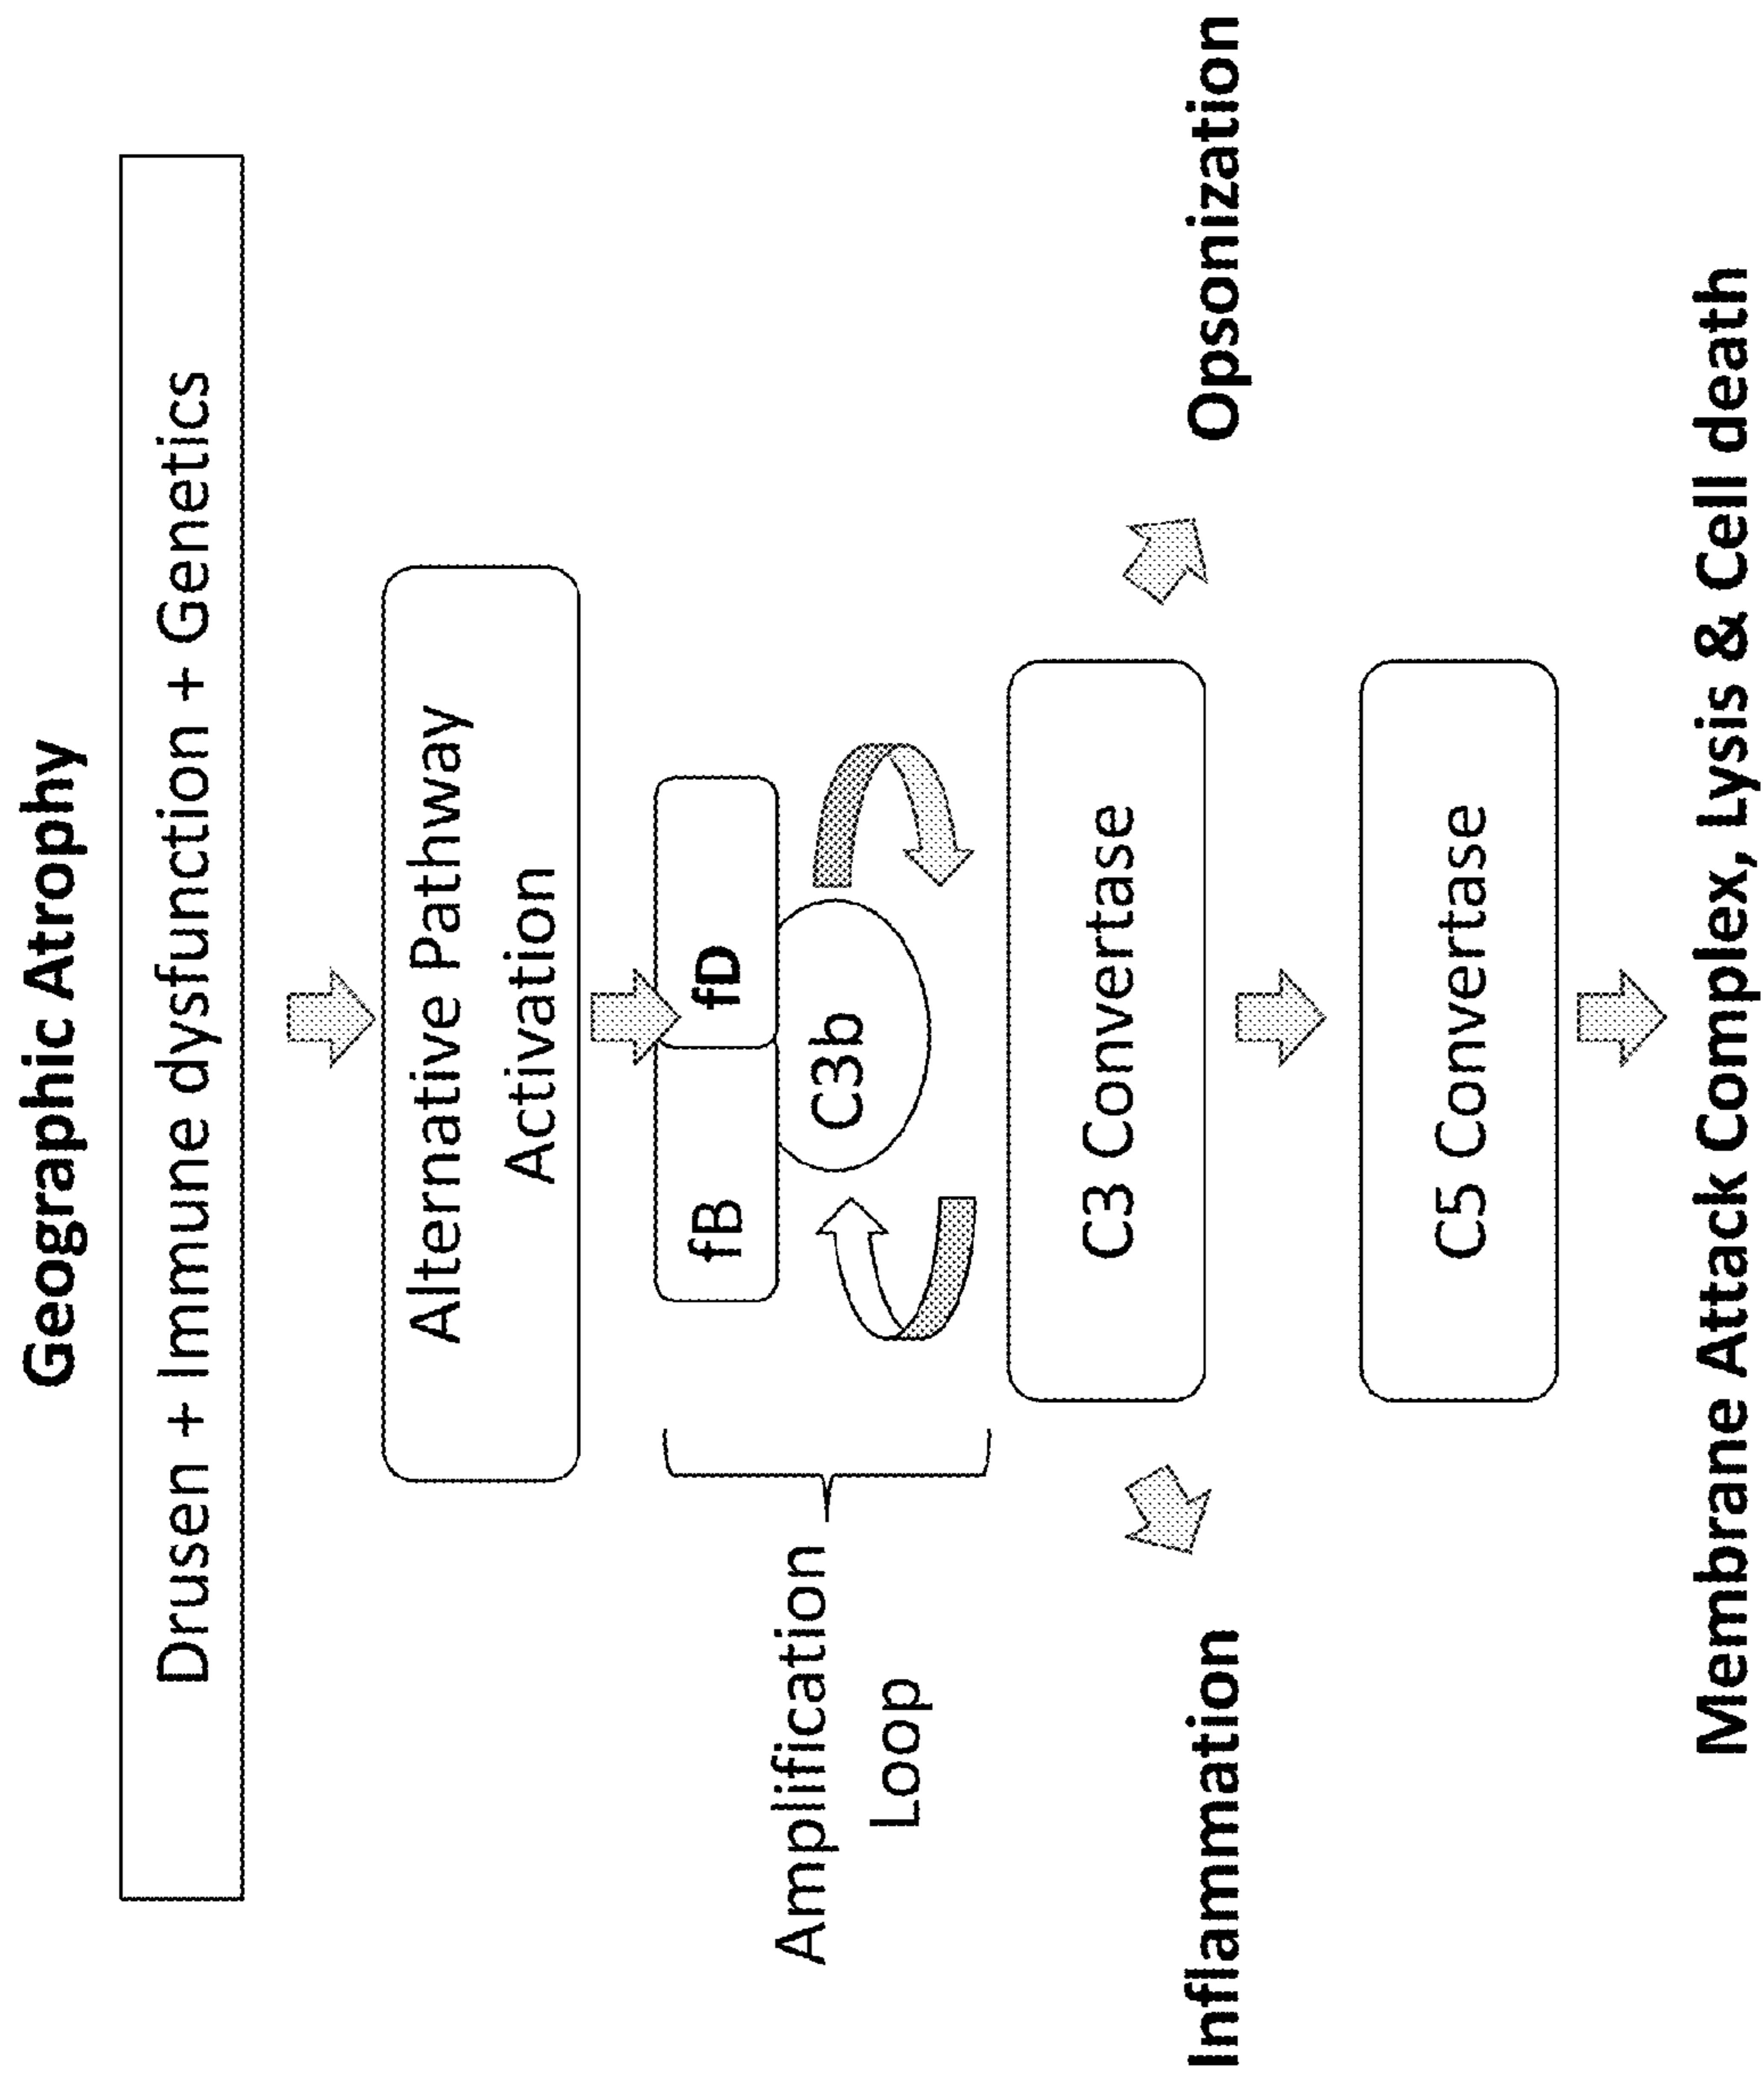 Geographic Atrophy
Drusen + Immune dysfunction + Genetics
Alternative Pathway
Activation
fB
fD
C3b
Amplification
Loop
C3 Convertase
Inflammation
Opsonization
C5 Convertase
Membrane Attack Complex, Lysis & Cell death